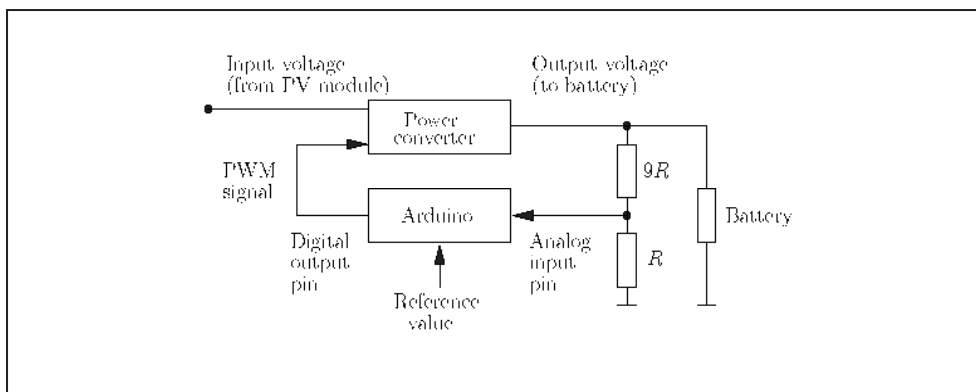 Input voltage
(from PV module)
Output voltage
(to battery)
Power
converter
PWM
signal
9R
Arduino
Battery
Digital
output
pin
Analog
input
pin
R
Reference
value